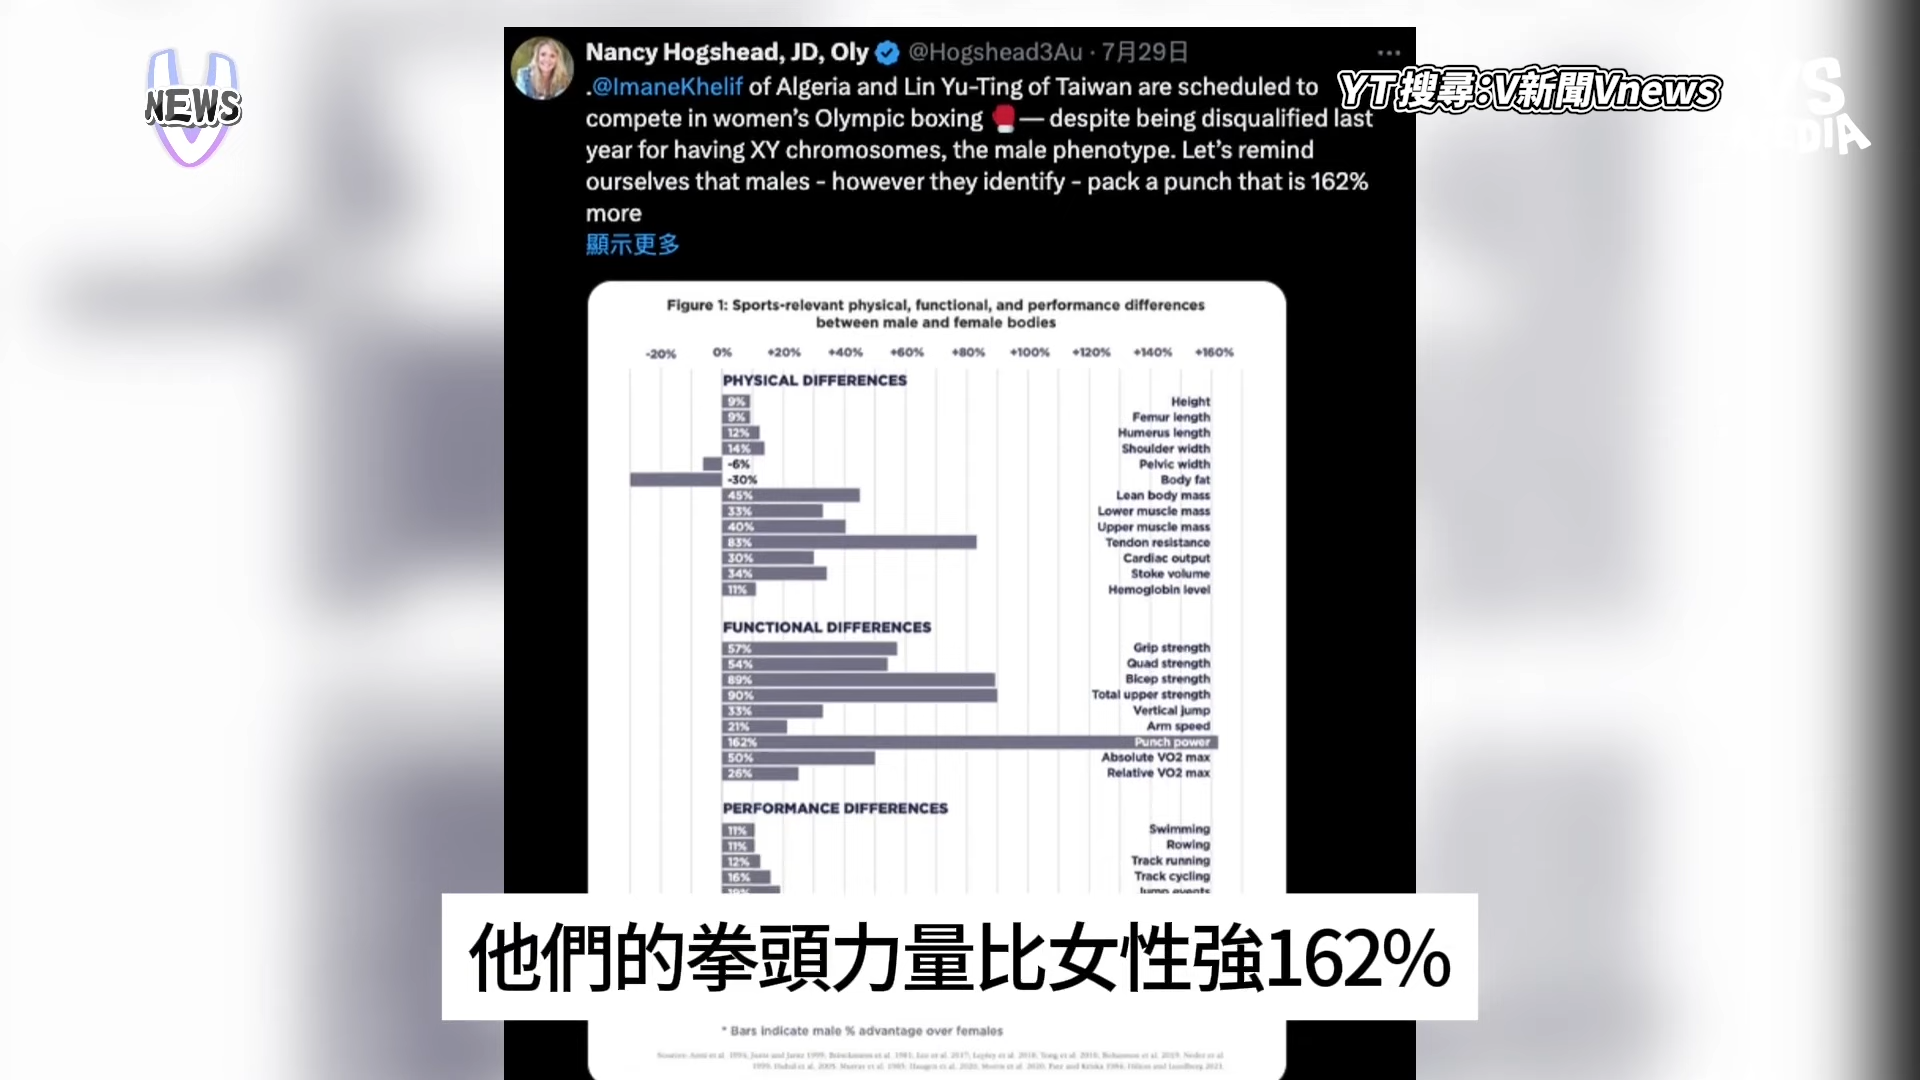 NEWS
YT搜尋:V新聞Vnews
VS
MEDIA
Nancy Hogshead, JD, Oly @Hogshead3Au · 7月29日
.@ImaneKhelif of Algeria and Lin Yu-Ting of Taiwan are scheduled to
compete in women's Olympic boxing 🥊— despite being disqualified last
year for having XY chromosomes, the male phenotype. Let's remind
ourselves that males - however they identify - pack a punch that is 162%
more
顯示更多
Figure 1: Sports-relevant physical, functional, and performance differences
between male and female bodies
-20% 0% +20% +40% +60% +80% +100% +120% +140% +160%
PHYSICAL DIFFERENCES
9% Height
9% Femur length
12% Humerus length
14% Shoulder width
-6% Pelvic width
-30% Body fat
45% Lean body mass
33% Lower muscle mass
40% Upper muscle mass
83% Tendon resistance
30% Cardiac output
34% Stoke volume
11% Hemoglobin level
FUNCTIONAL DIFFERENCES
57% Grip strength
54% Quad strength
89% Bicep strength
90% Total upper strength
33% Vertical jump
21% Arm speed
162% Punch power
50% Absolute VO2 max
26% Relative VO2 max
PERFORMANCE DIFFERENCES
11% Swimming
11% Rowing
12% Track running
16% Track cycling
19% Jump events
他們的拳頭力量比女性強162%
* Bars indicate male % advantage over females